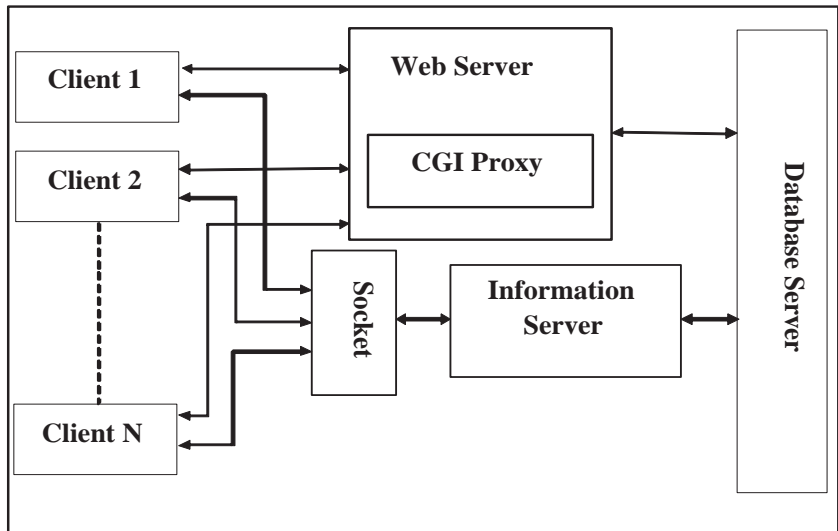 Client 1
Web Server
CGI Proxy
Client 2
Database Server
Socket
Information
Server
Client N